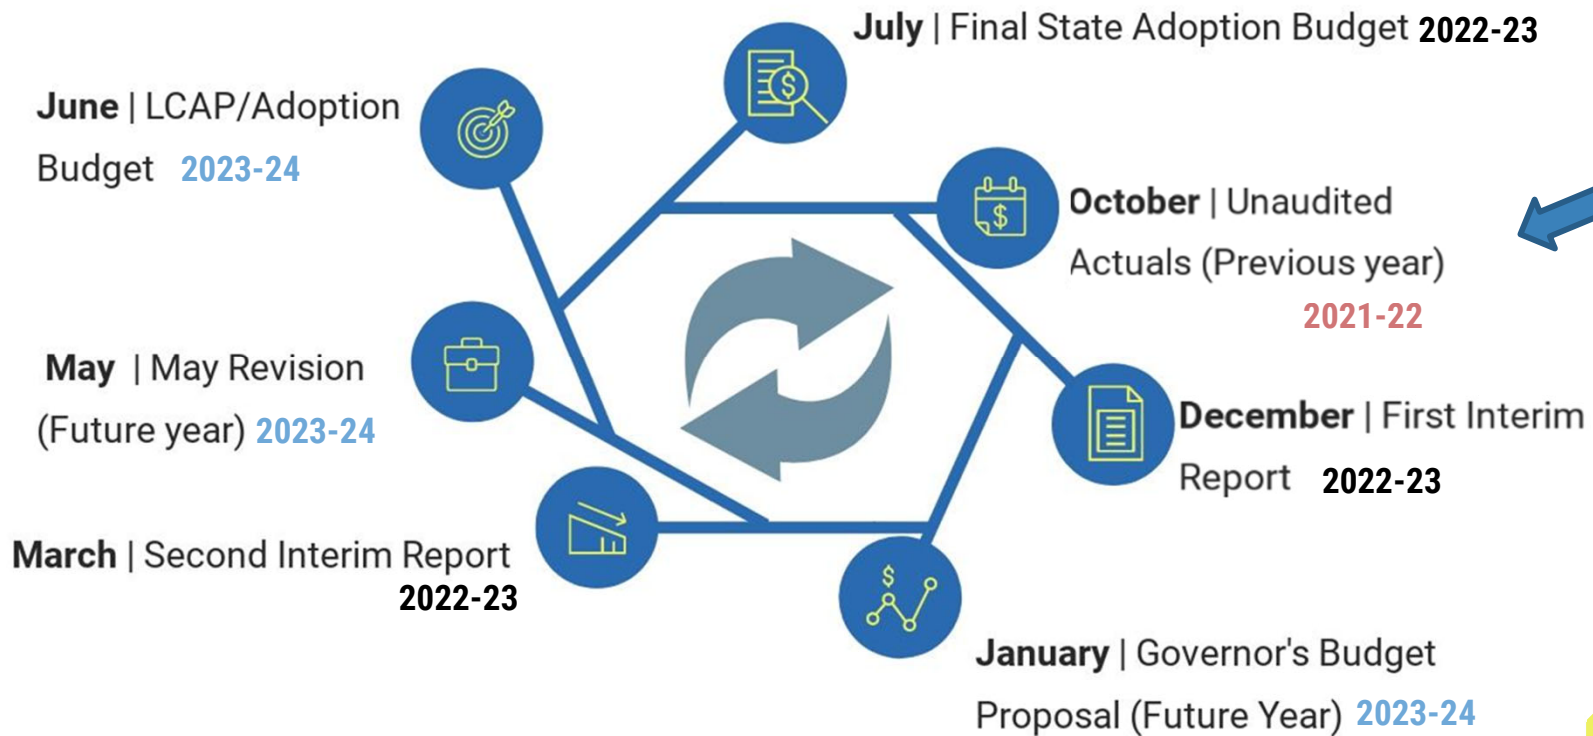 July | Final State Adoption Budget 2022-23
October | Unaudited
Actuals (Previous year)
2021-22
December | First Interim
Report 2022-23
January | Governor's Budget
Proposal (Future Year) 2023-24
March | Second Interim Report
2022-23
May | May Revision
(Future year) 2023-24
June | LCAP/Adoption
Budget 2023-24
$
$
$